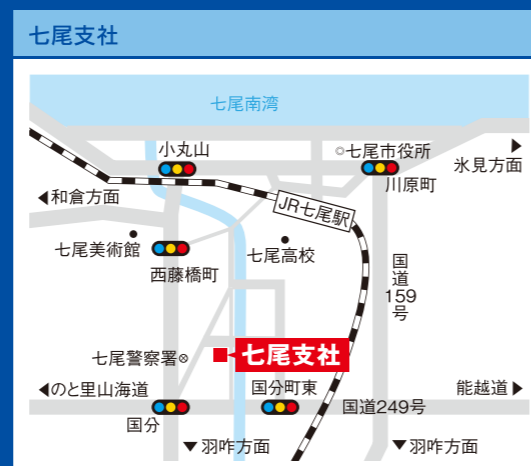 七尾支社
七尾南湾
小丸山
◎七尾市役所
川原町
▶
氷見方面
◀和倉方面
JR七尾駅
七尾美術館
西藤橋町
七尾高校
国道159号
七尾支社
七尾警察署⊗
◀のと里山海道
国分町東
能越道▶
国道249号
国分
▼羽咋方面
▼羽咋方面